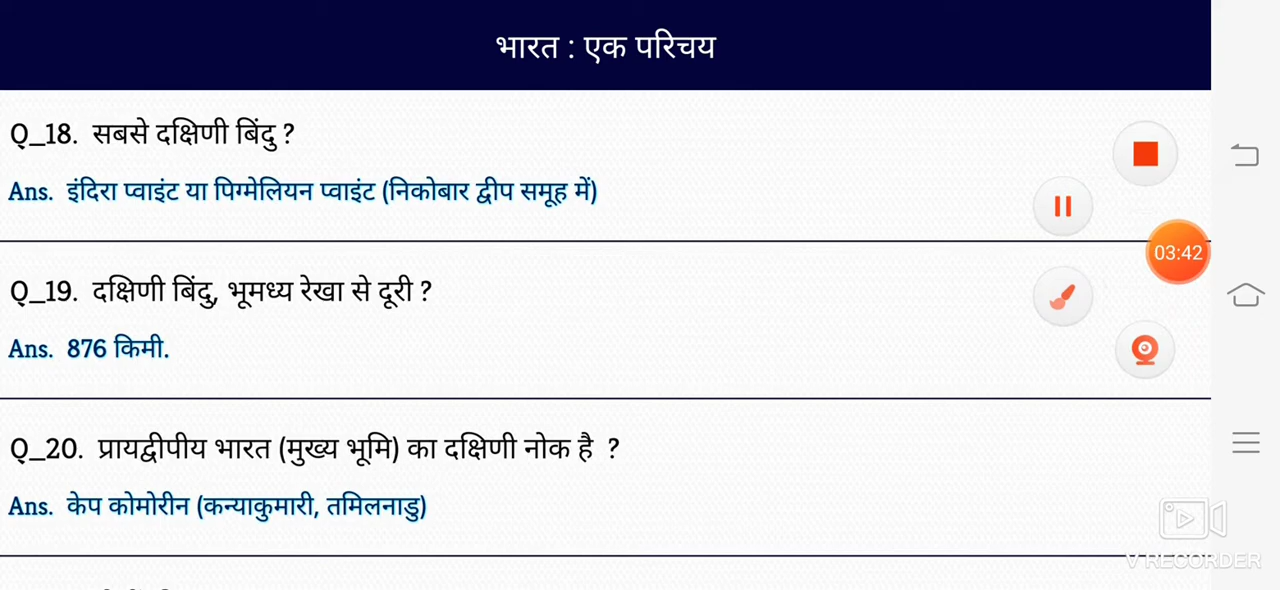 भारत : एक परिचय
Q_18. सबसे दक्षिणी बिंदु ?
Ans. इंदिरा प्वाइंट या पिग्मेलियन प्वाइंट (निकोबार द्वीप समूह में)
03:42
Q_19. दक्षिणी बिंदु, भूमध्य रेखा से दूरी ?
Ans. 876 किमी.
Q_20. प्रायद्वीपीय भारत (मुख्य भूमि) का दक्षिणी नोक है ?
Ans. केप कोमोरीन (कन्याकुमारी, तमिलनाडु)
V RECORDER